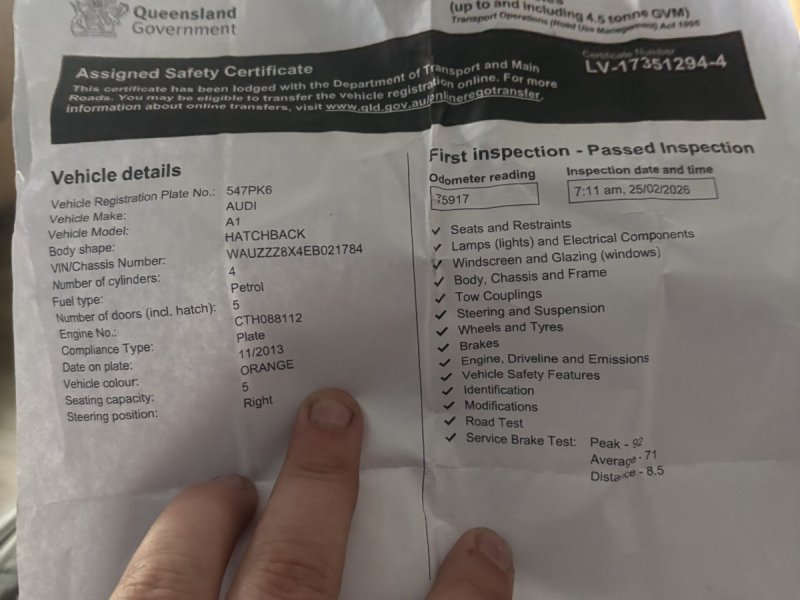 Queensland
Government
(up to and including 4.5 tonne GVM)
Transport Operations (Road Use Management) Act 1995
Assigned Safety Certificate
This certificate has been lodged with the Department of Transport and Main
Roads. You may be eligible to transfer the vehicle registration online. For more
information about online transfers, visit www.qld.gov.au/onlineregotransfer.
Certificate Number
LV-17351294-4
Vehicle details
Vehicle Registration Plate No.: 547PK6
Vehicle Make: AUDI
Vehicle Model: A1
Body shape: HATCHBACK
VIN/Chassis Number: WAUZZZ8X4EB021784
Number of cylinders: 4
Fuel type: Petrol
Number of doors (incl. hatch): 5
Engine No.: CTH088112
Compliance Type: Plate
Date on plate: 11/2013
Vehicle colour: ORANGE
Seating capacity: 5
Steering position: Right
First inspection - Passed Inspection
Odometer reading
75917
Inspection date and time
7:11 am, 25/02/2026
✓ Seats and Restraints
✓ Lamps (lights) and Electrical Components
✓ Windscreen and Glazing (windows)
✓ Body, Chassis and Frame
✓ Tow Couplings
✓ Steering and Suspension
✓ Wheels and Tyres
✓ Brakes
✓ Engine, Driveline and Emissions
✓ Vehicle Safety Features
✓ Identification
✓ Modifications
✓ Road Test
✓ Service Brake Test: Peak - 92
Average - 71
Distance - 8.5